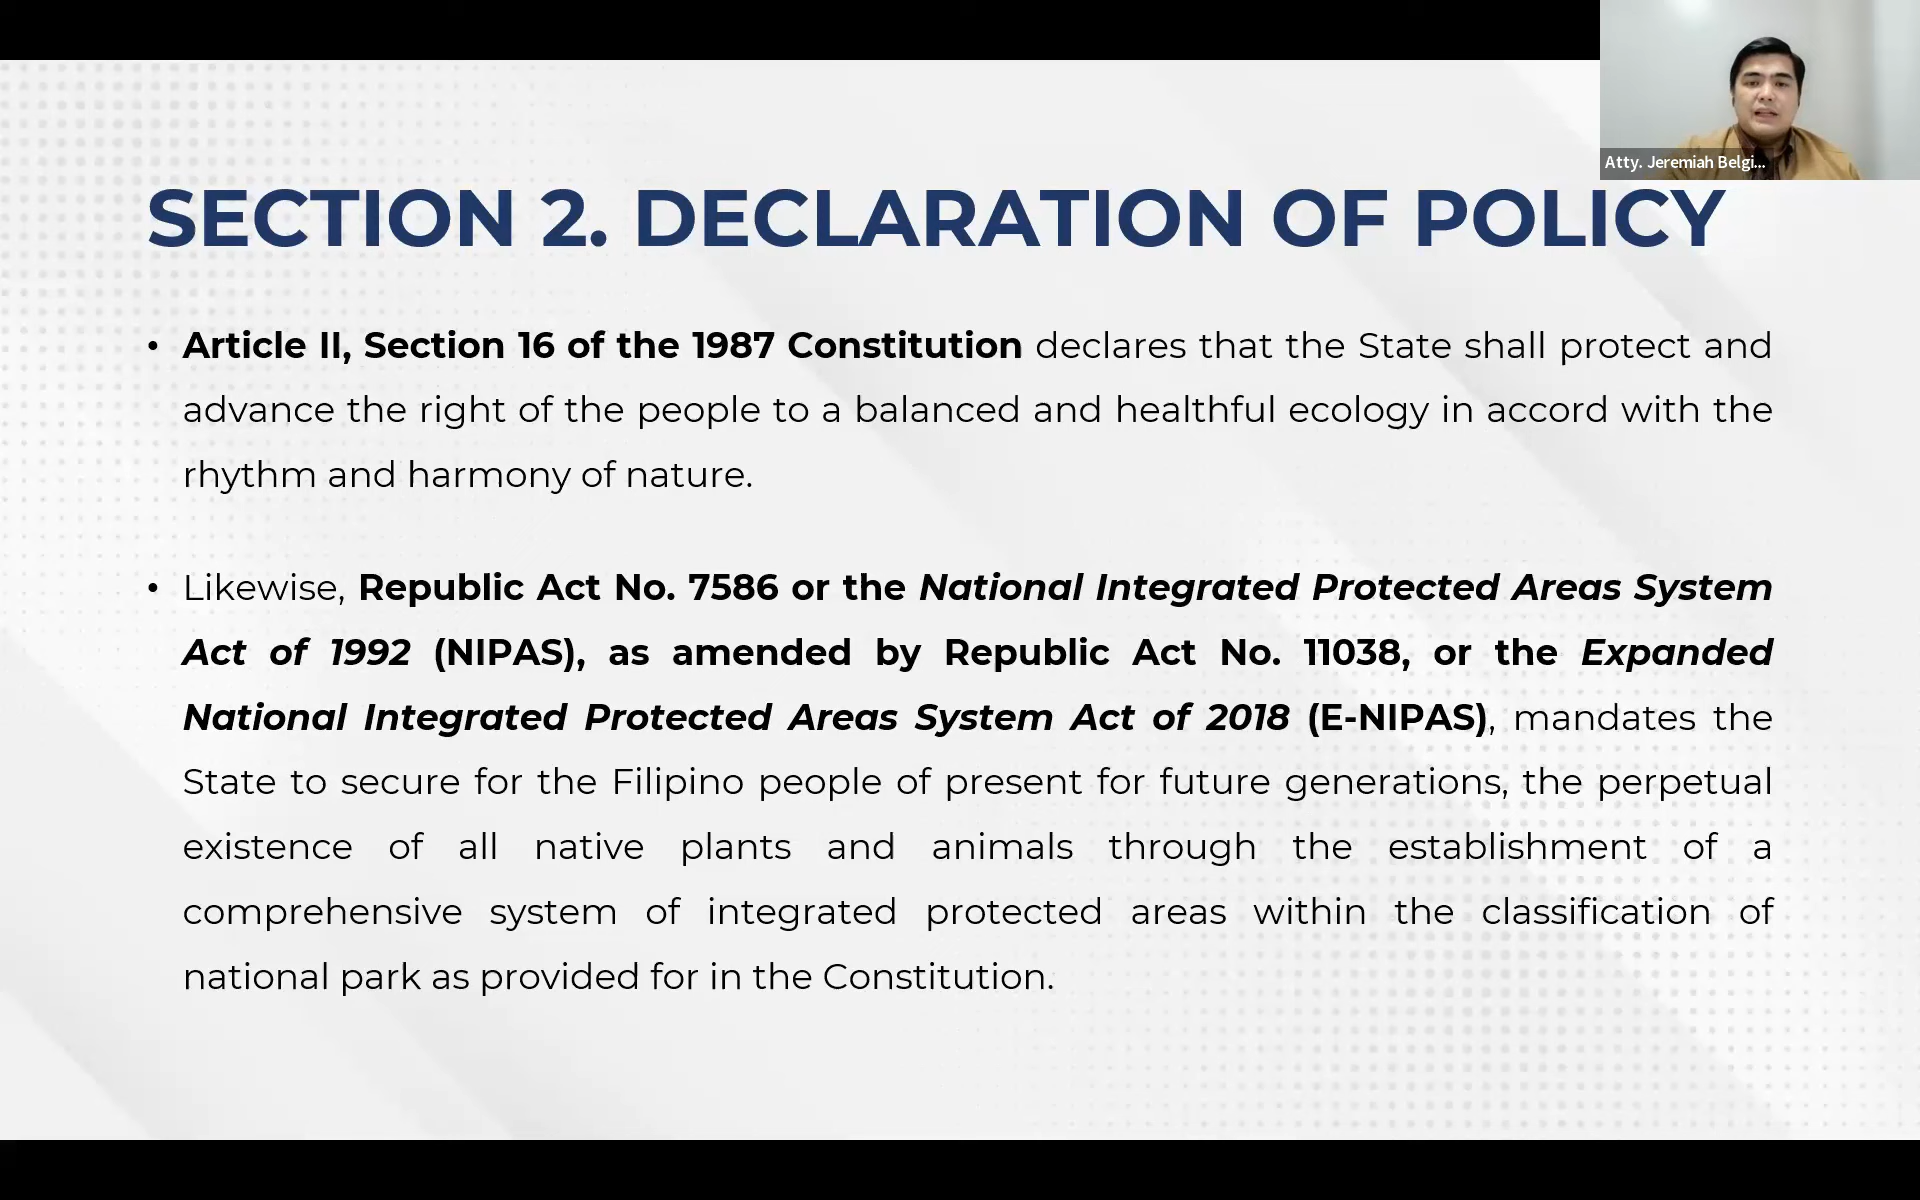 Atty. Jeremiah Belgi...
SECTION 2. DECLARATION OF POLICY
• Article II, Section 16 of the 1987 Constitution declares that the State shall protect and
advance the right of the people to a balanced and healthful ecology in accord with the
rhythm and harmony of nature.
• Likewise, Republic Act No. 7586 or the National Integrated Protected Areas System
Act of 1992 (NIPAS), as amended by Republic Act No. 11038, or the Expanded
National Integrated Protected Areas System Act of 2018 (E-NIPAS), mandates the
State to secure for the Filipino people of present for future generations, the perpetual
existence of all native plants and animals through the establishment of a
comprehensive system of integrated protected areas within the classification of
national park as provided for in the Constitution.